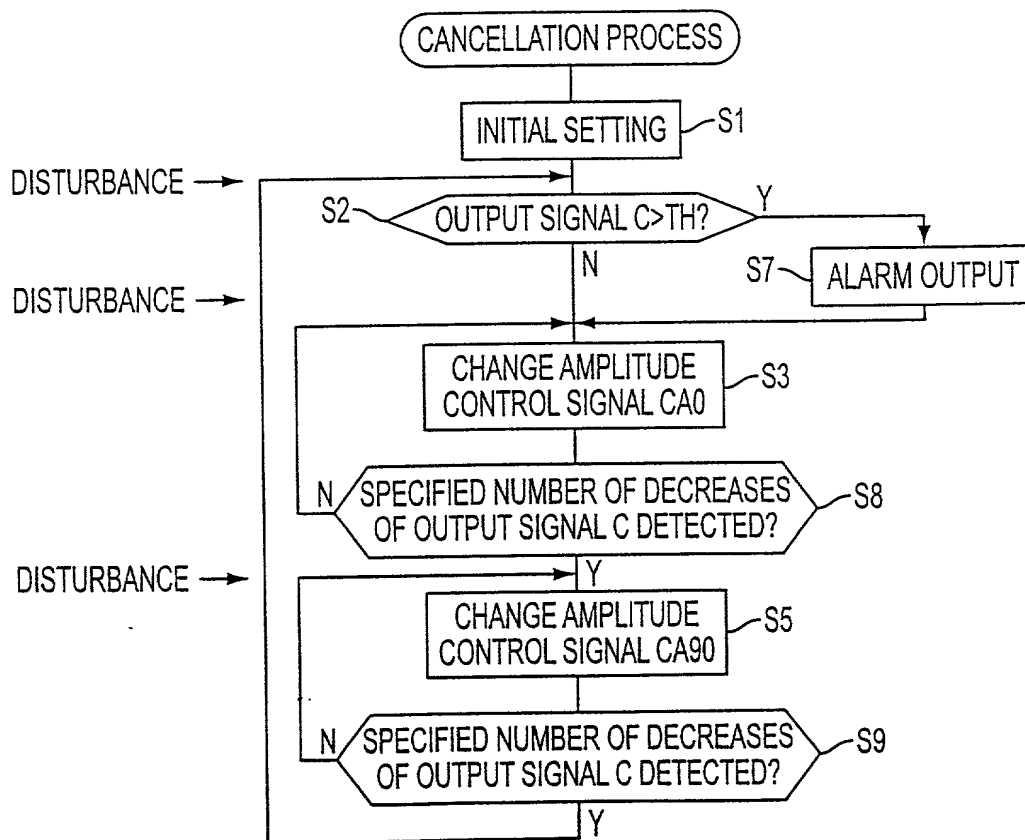 CANCELLATION PROCESS
INITIAL SETTING
S1
DISTURBANCE
S2
OUTPUT SIGNAL C>TH?
Y
N
S7
ALARM OUTPUT
DISTURBANCE
CHANGE AMPLITUDE
CONTROL SIGNAL CA0
S3
N
SPECIFIED NUMBER OF DECREASES
OF OUTPUT SIGNAL C DETECTED?
S8
DISTURBANCE
Y
CHANGE AMPLITUDE
CONTROL SIGNAL CA90
S5
N
SPECIFIED NUMBER OF DECREASES
OF OUTPUT SIGNAL C DETECTED?
S9
Y